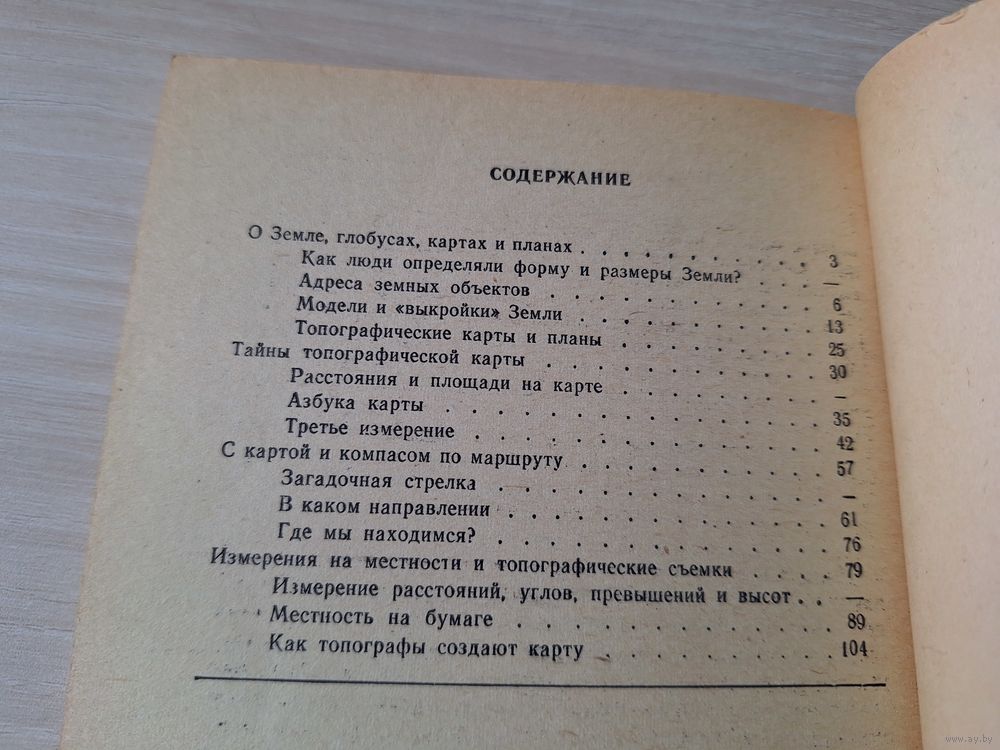 СОДЕРЖАНИЕ
О Земле, глобусах, картах и планах . . . . . . . . . . . 3
Как люди определяли форму и размеры Земли? . . . —
Адреса земных объектов . . . . . . . . . . . . 6
Модели и «выкройки» Земли . . . . . . . . . . 13
Топографические карты и планы . . . . . . . . . 25
Тайны топографической карты . . . . . . . . . . . 30
Расстояния и площади на карте . . . . . . . . . —
Азбука карты . . . . . . . . . . . . . . . 35
Третье измерение . . . . . . . . . . . . . . 42
С картой и компасом по маршруту . . . . . . . . . . 57
Загадочная стрелка . . . . . . . . . . . . . —
В каком направлении . . . . . . . . . . . . . 61
Где мы находимся? . . . . . . . . . . . . . 76
Измерения на местности и топографические съемки . . . . 79
Измерение расстояний, углов, превышений и высот . . —
Местность на бумаге . . . . . . . . . . . . . 89
Как топографы создают карту . . . . . . . . . 104
www.ay.by